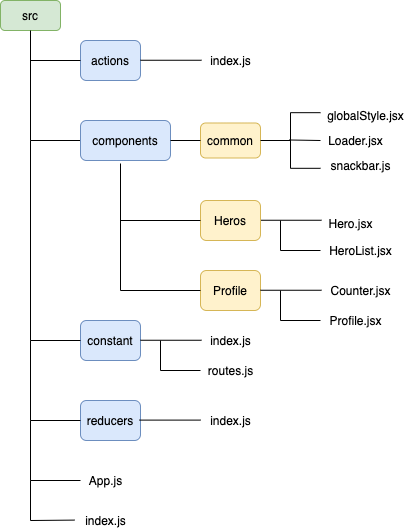 src
actions
index.js
components
common
globalStyle.jsx
Loader.jsx
snackbar.js
Heros
Hero.jsx
HeroList.jsx
Profile
Counter.jsx
Profile.jsx
constant
index.js
routes.js
reducers
index.js
App.js
index.js